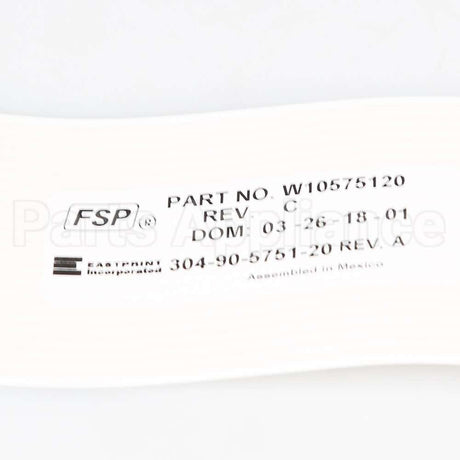 FSP ®
PART NO. W10575120
REV. C
DOM: 03-26-18-01
EASTPRINT
Incorporated
304-90-5751-20 REV. A
Assembled in Mexico
Parts Appliance